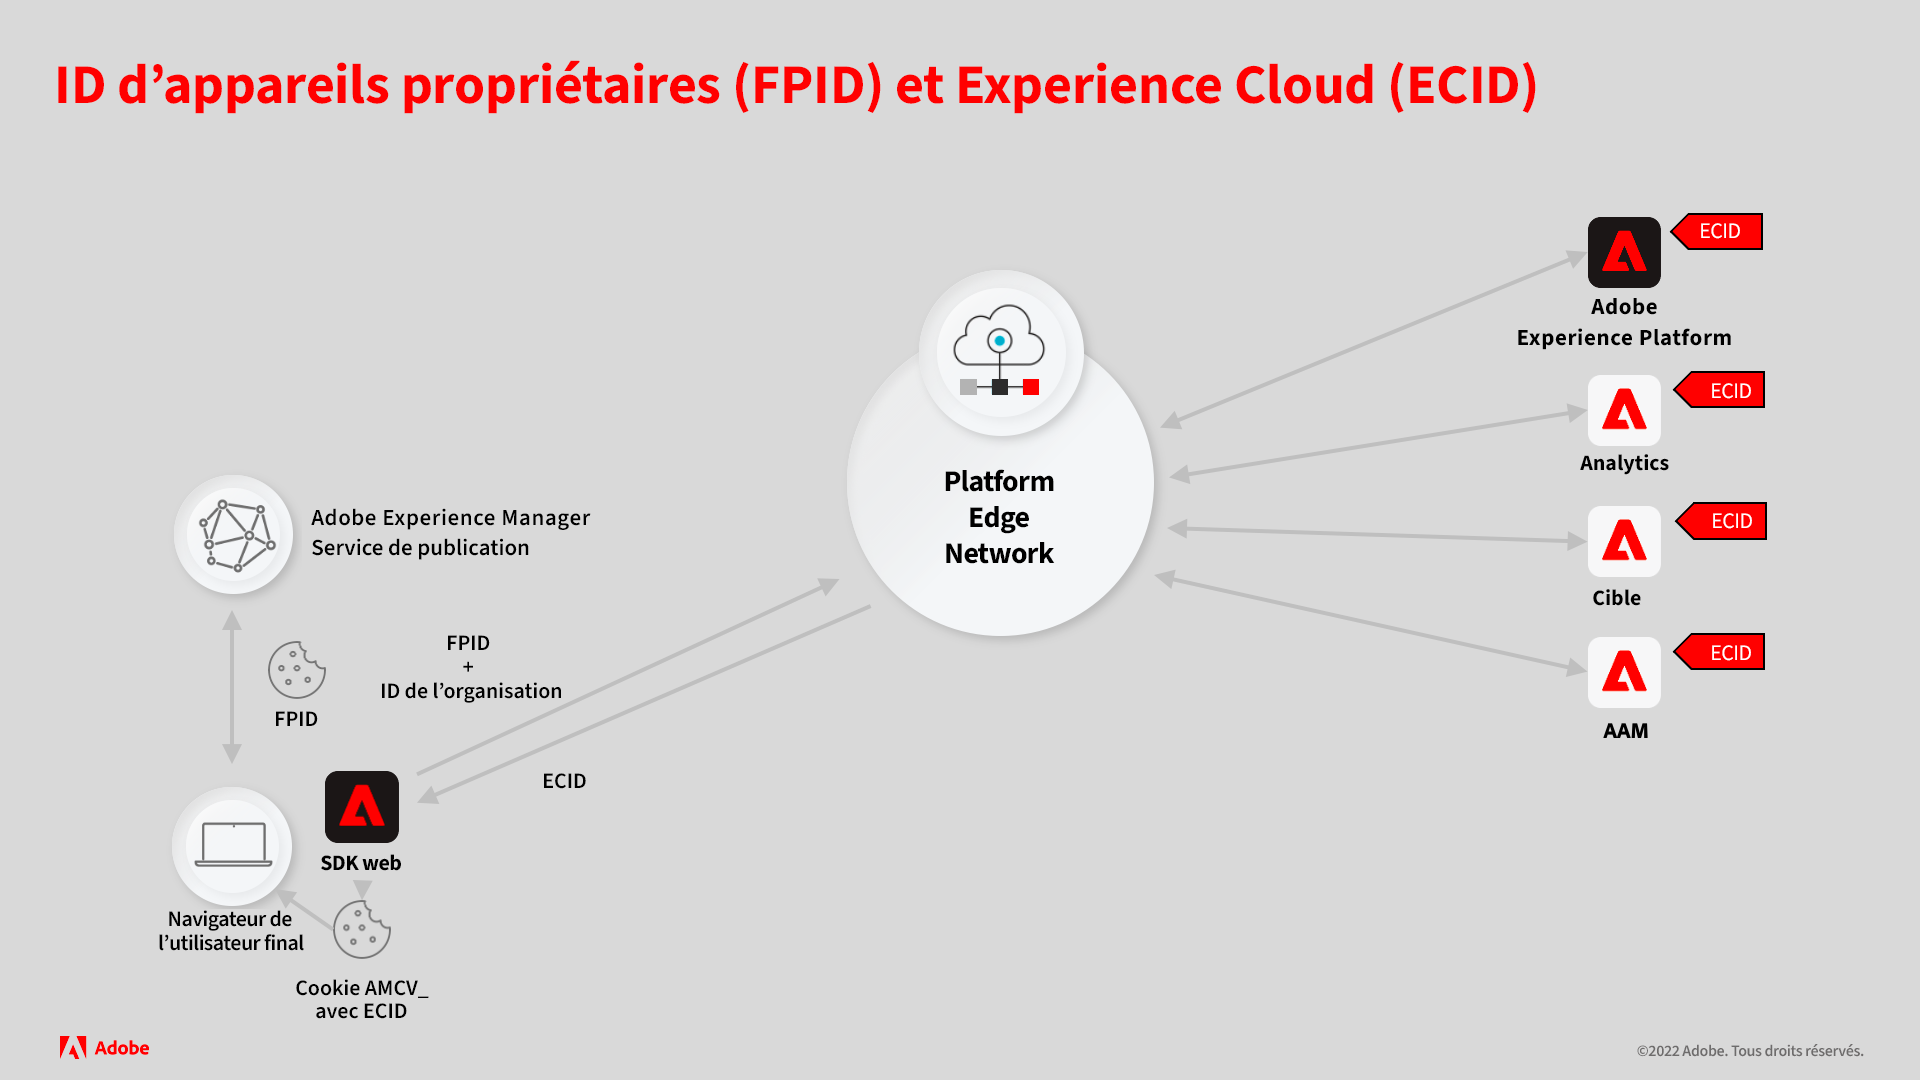 ID d’appareils propriétaires (FPID) et Experience Cloud (ECID)
ECID
Adobe
Experience Platform
ECID
Analytics
Platform
Edge
Network
Adobe Experience Manager
Service de publication
ECID
Cible
FPID
+
ID de l’organisation
FPID
ECID
AAM
ECID
SDK web
Navigateur de
l’utilisateur final
Cookie AMCV_
avec ECID
Adobe
©2022 Adobe. Tous droits réservés.